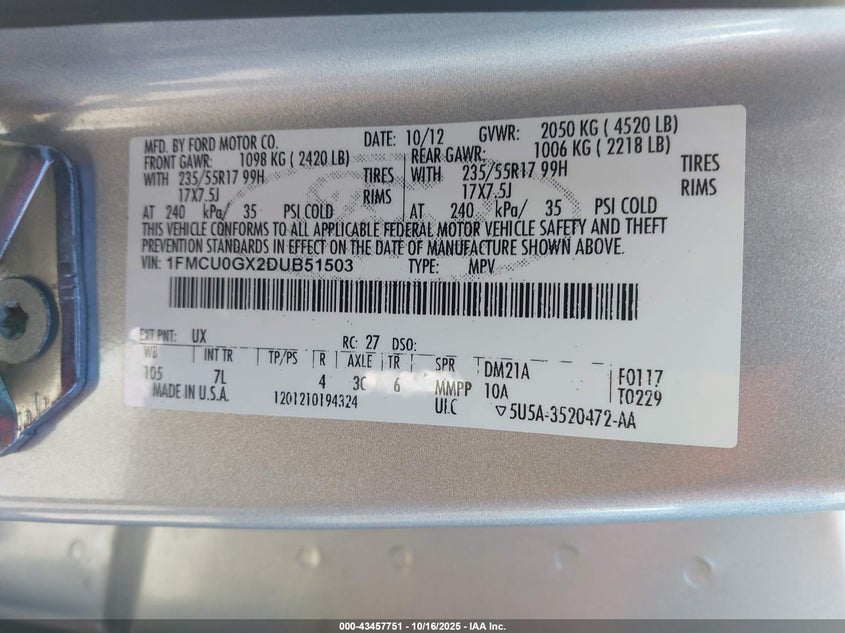 MFD. BY FORD MOTOR CO. DATE: 10/12 GVWR: 2050 KG ( 4520 LB)
FRONT GAWR: 1098 KG ( 2420 LB) REAR GAWR: 1006 KG ( 2218 LB)
WITH 235/55R17 99H TIRES WITH 235/55R17 99H TIRES
17X7.5J RIMS 17X7.5J RIMS
AT 240 kPa/ 35 PSI COLD AT 240 kPa/ 35 PSI COLD
THIS VEHICLE CONFORMS TO ALL APPLICABLE FEDERAL MOTOR VEHICLE SAFETY AND THEFT
PREVENTION STANDARDS IN EFFECT ON THE DATE OF MANUFACTURE SHOWN ABOVE.
VIN: 1FMCU0GX2DUB51503 TYPE: MPV
EXT PNT: UX RC: 27 DSO:
WB INT TR TP/PS R AXLE TR SPR DM21A F0117
105 7L 4 3C 6 MMPP 10A T0229
MADE IN U.S.A. 1201210194324 ULC ▽5U5A-3520472-AA
000-43457751 | 10/16/2025 - IAA Inc.